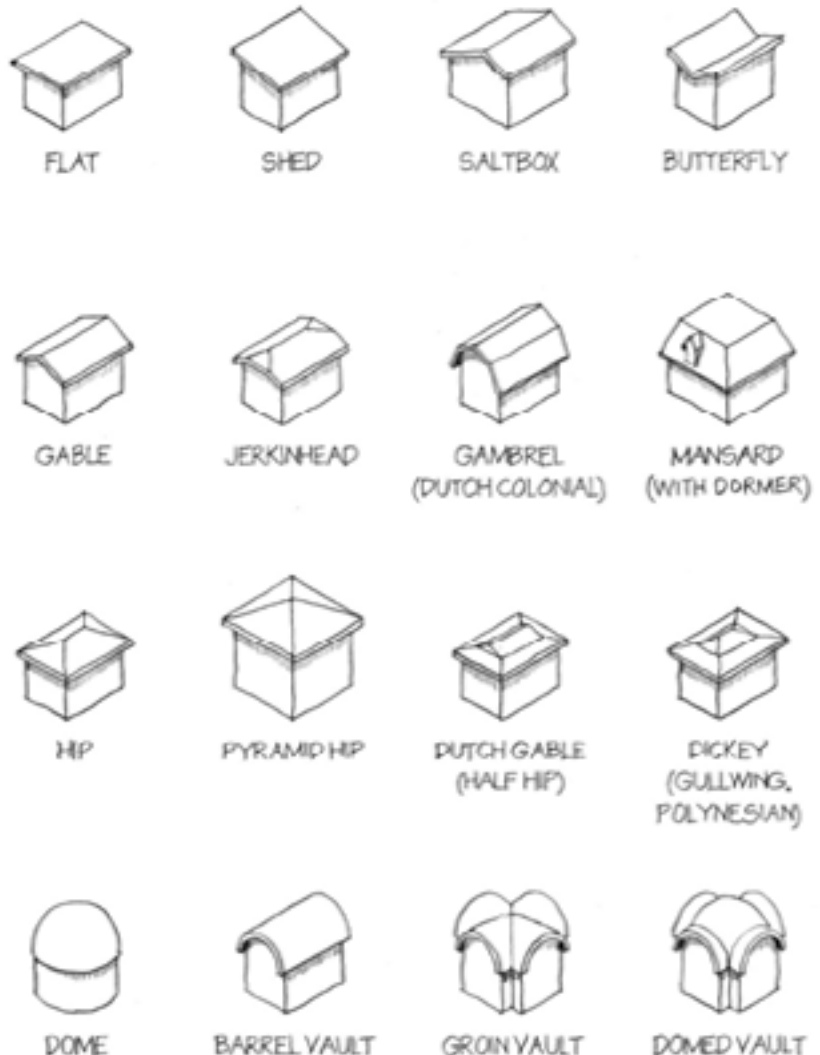 FLAT
SHED
SALTBOX
BUTTERFLY
GABLE
JERKINHEAD
GAMBREL
(DUTCH COLONIAL)
MANSARD
(WITH DORMER)
HIP
PYRAMID HIP
DUTCH GABLE
(HALF HIP)
DICKEY
(GULLWING,
POLYNESIAN)
DOME
BARREL VAULT
GROIN VAULT
DOMED VAULT